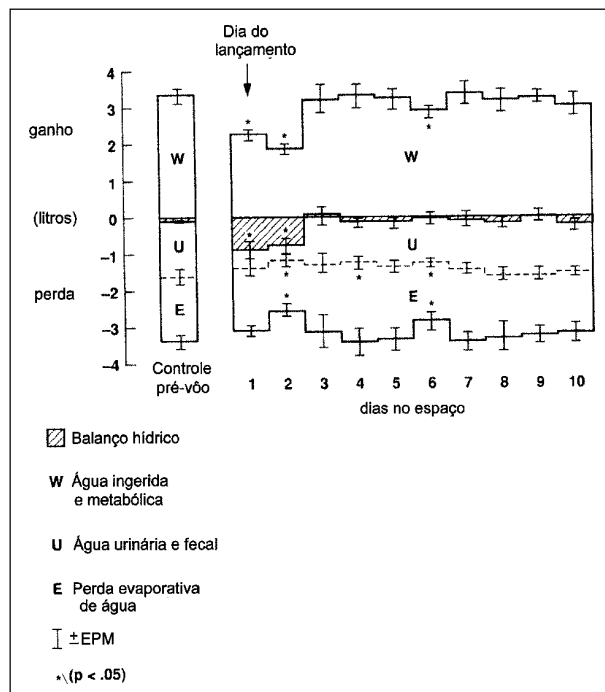 Dia do
lançamento
4
3
2
1
0
–1
–2
–3
–4
ganho
(litros)
perda
W
U
E
W
U
E
* * * * * * * * *
Controle
pré-vôo
1 2 3 4 5 6 7 8 9 10
dias no espaço
Balanço hídrico
W Água ingerida
e metabólica
U Água urinária e fecal
E Perda evaporativa
de água
±EPM
*\(p < .05)